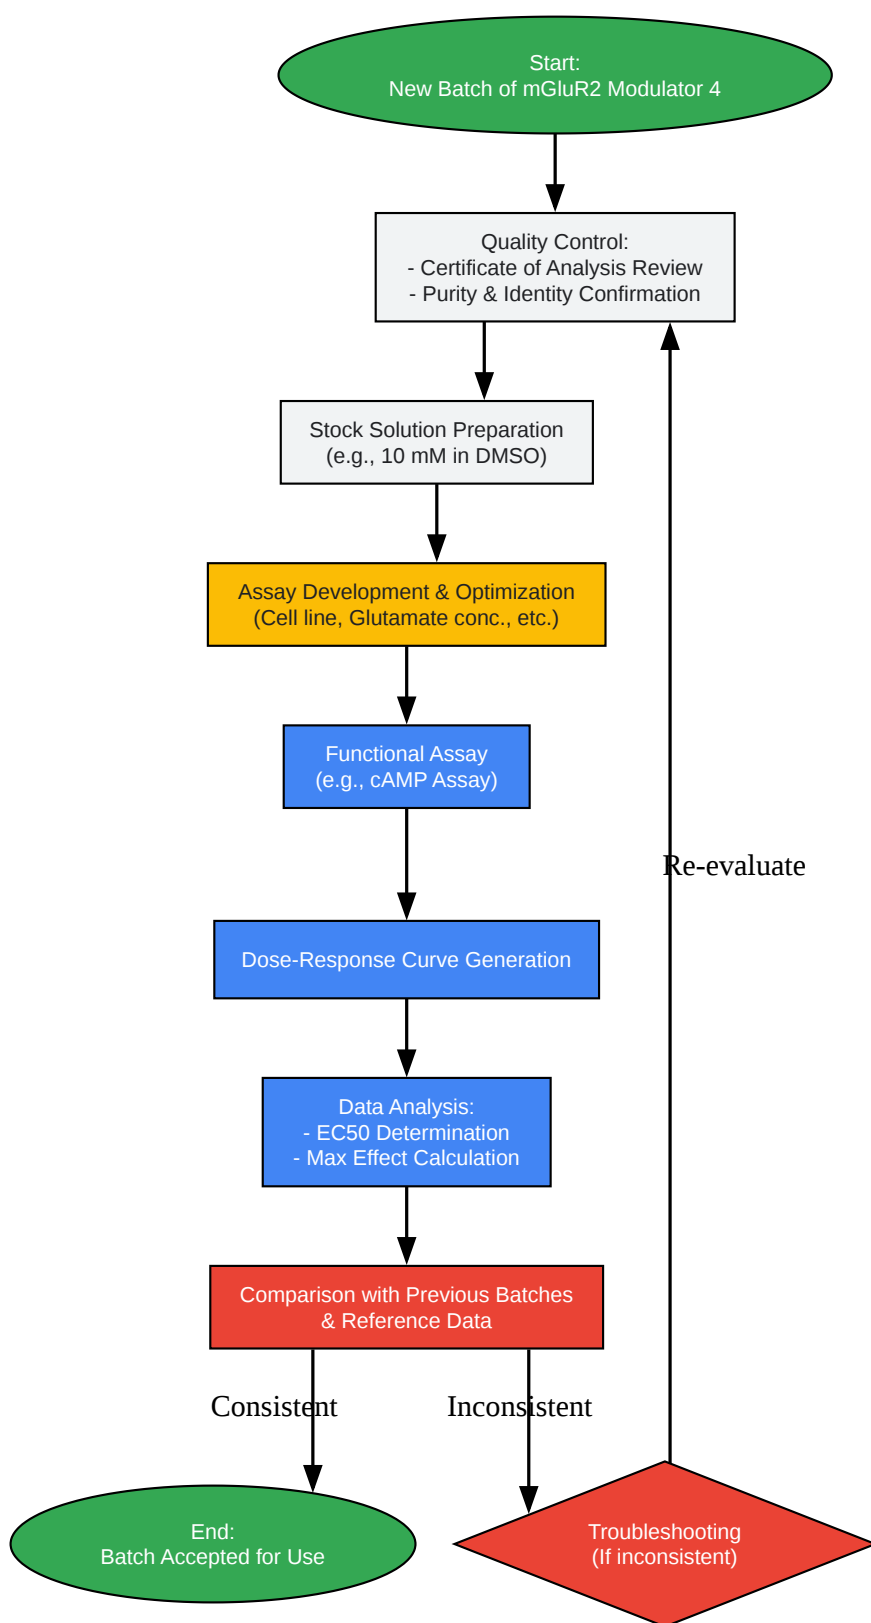 Start:
New Batch of mGluR2 Modulator 4
Quality Control:
- Certificate of Analysis Review
- Purity & Identity Confirmation
Stock Solution Preparation
(e.g., 10 mM in DMSO)
Assay Development & Optimization
(Cell line, Glutamate conc., etc.)
Functional Assay
(e.g., cAMP Assay)
Re-evaluate
Dose-Response Curve Generation
Data Analysis:
- EC50 Determination
- Max Effect Calculation
Comparison with Previous Batches
& Reference Data
Consistent
Inconsistent
End:
Batch Accepted for Use
Troubleshooting
(If inconsistent)